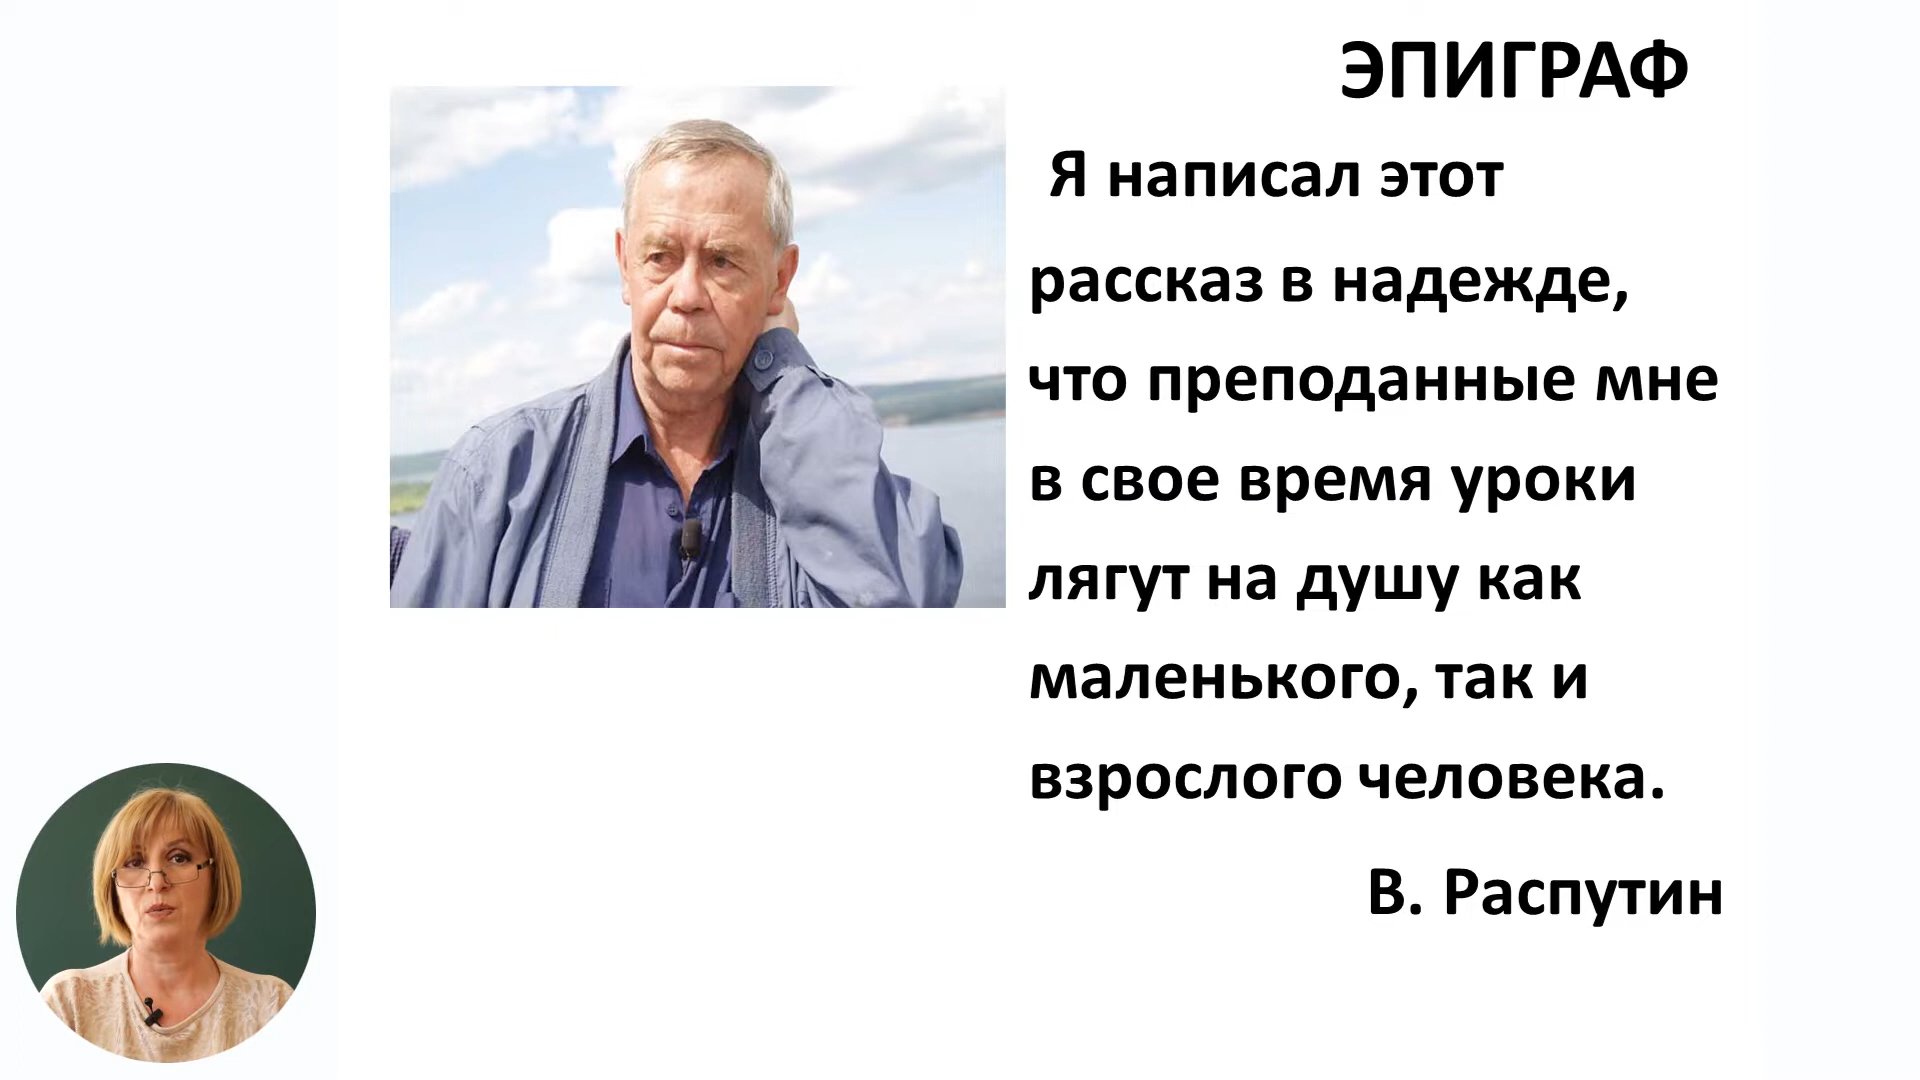 ЭПИГРАФ
Я написал этот
рассказ в надежде,
что преподанные мне
в свое время уроки
лягут на душу как
маленького, так и
взрослого человека.
В. Распутин